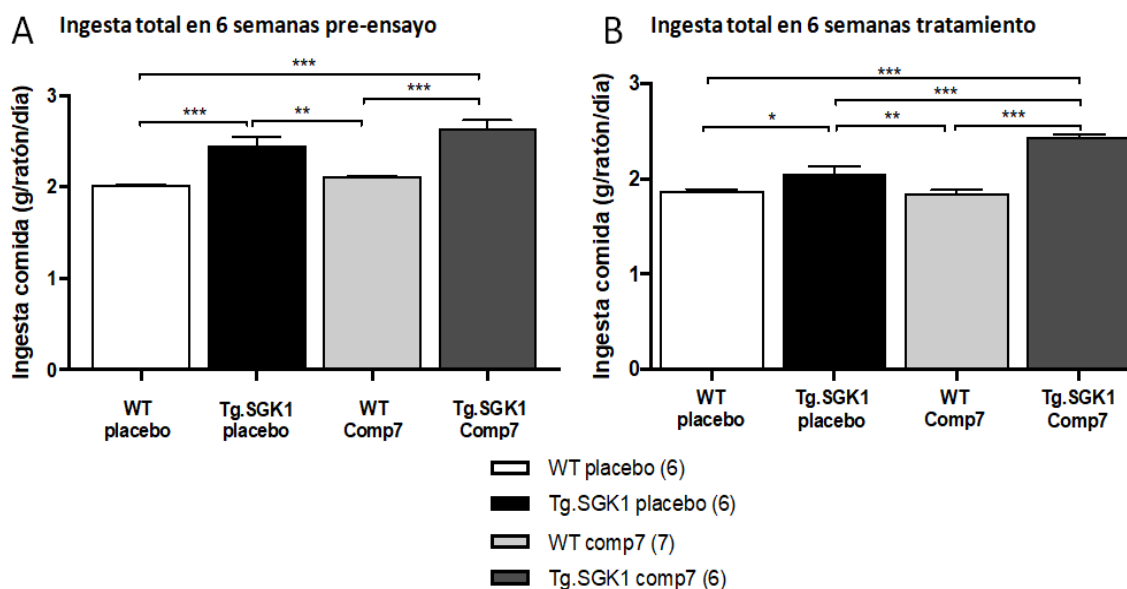 A Ingesta total en 6 semanas pre-ensayo
Ingesta comida (g/ratón/día)
3
2
1
0
***
***
**
***
WT
placebo
Tg.SGK1
placebo
WT
Comp7
Tg.SGK1
Comp7
B Ingesta total en 6 semanas tratamiento
Ingesta comida (g/ratón/día)
3
2
1
0
***
***
*
**
***
WT
placebo
Tg.SGK1
placebo
WT
Comp7
Tg.SGK1
Comp7
WT placebo (6)
Tg.SGK1 placebo (6)
WT comp7 (7)
Tg.SGK1 comp7 (6)